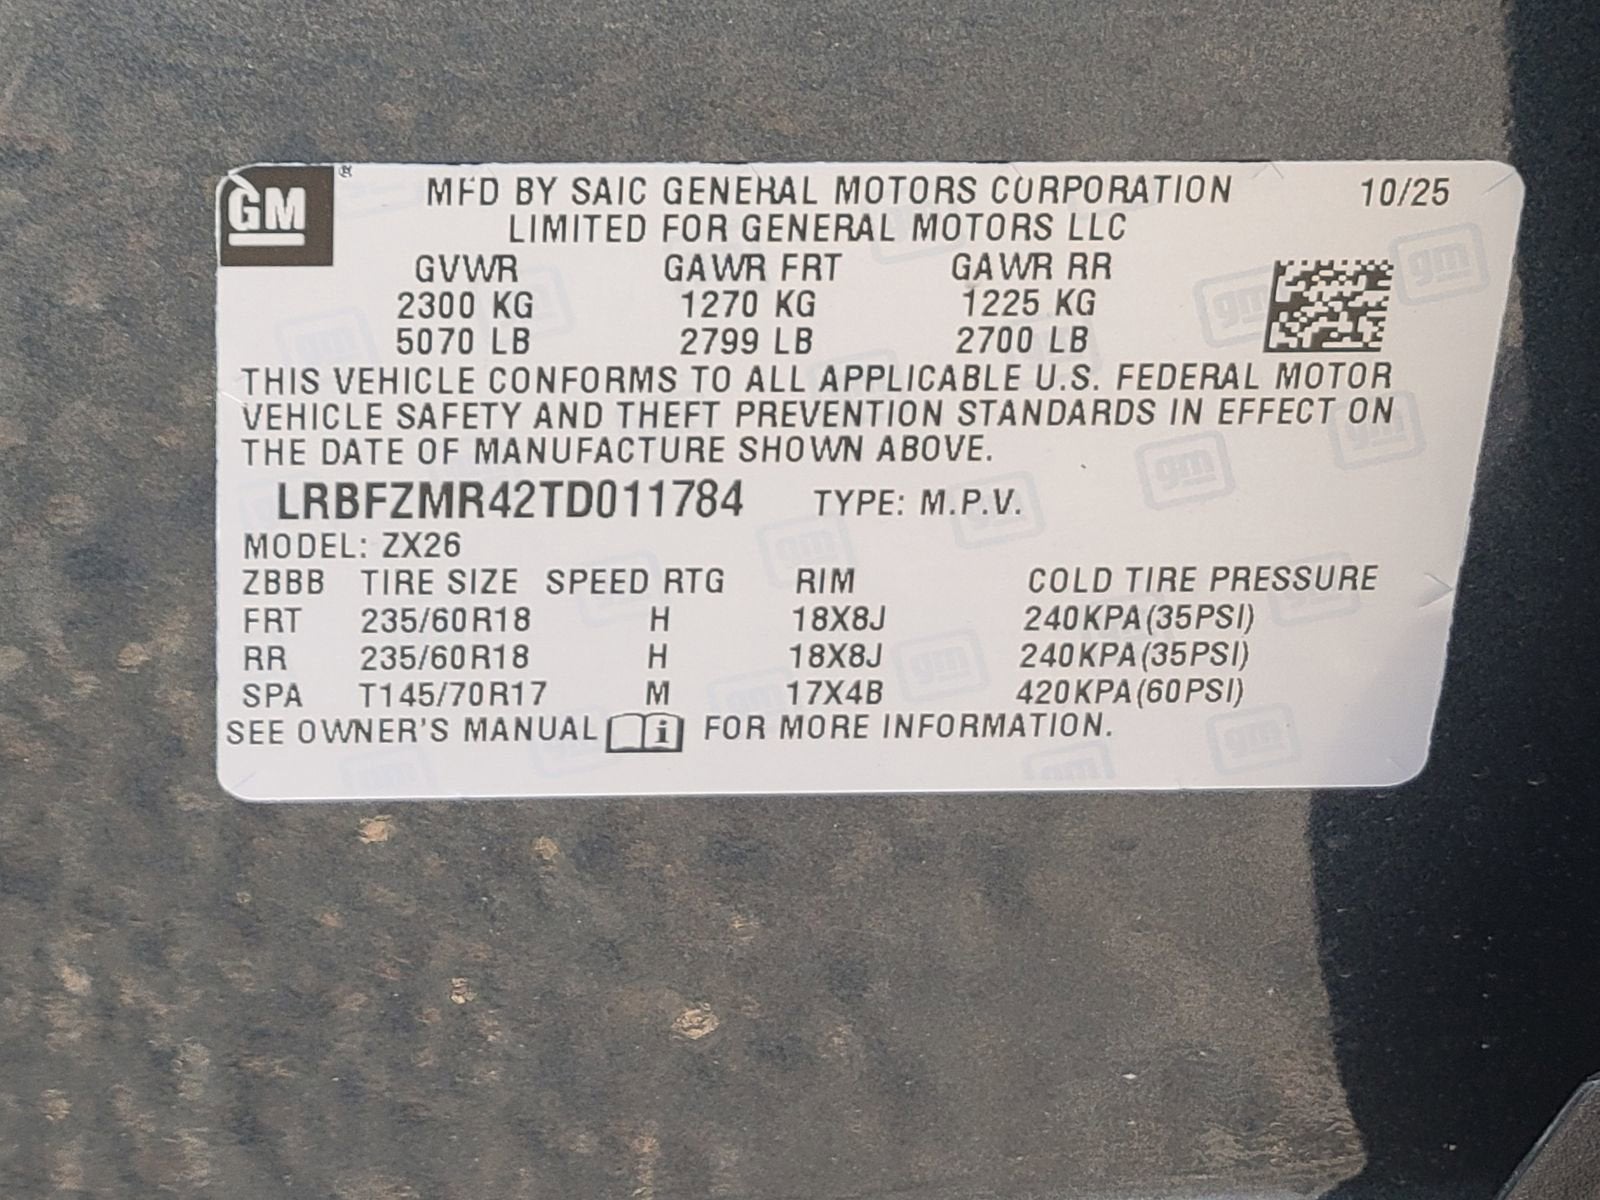 GM ®
MFD BY SAIC GENERAL MOTORS CORPORATION 10/25
LIMITED FOR GENERAL MOTORS LLC
GVWR GAWR FRT GAWR RR
2300 KG 1270 KG 1225 KG
5070 LB 2799 LB 2700 LB
THIS VEHICLE CONFORMS TO ALL APPLICABLE U.S. FEDERAL MOTOR
VEHICLE SAFETY AND THEFT PREVENTION STANDARDS IN EFFECT ON
THE DATE OF MANUFACTURE SHOWN ABOVE.
LRBFZMR42TD011784 TYPE: M.P.V.
MODEL: ZX26
ZBBB TIRE SIZE SPEED RTG RIM COLD TIRE PRESSURE
FRT 235/60R18 H 18X8J 240KPA(35PSI)
RR 235/60R18 H 18X8J 240KPA(35PSI)
SPA T145/70R17 M 17X4B 420KPA(60PSI)
SEE OWNER'S MANUAL i FOR MORE INFORMATION.